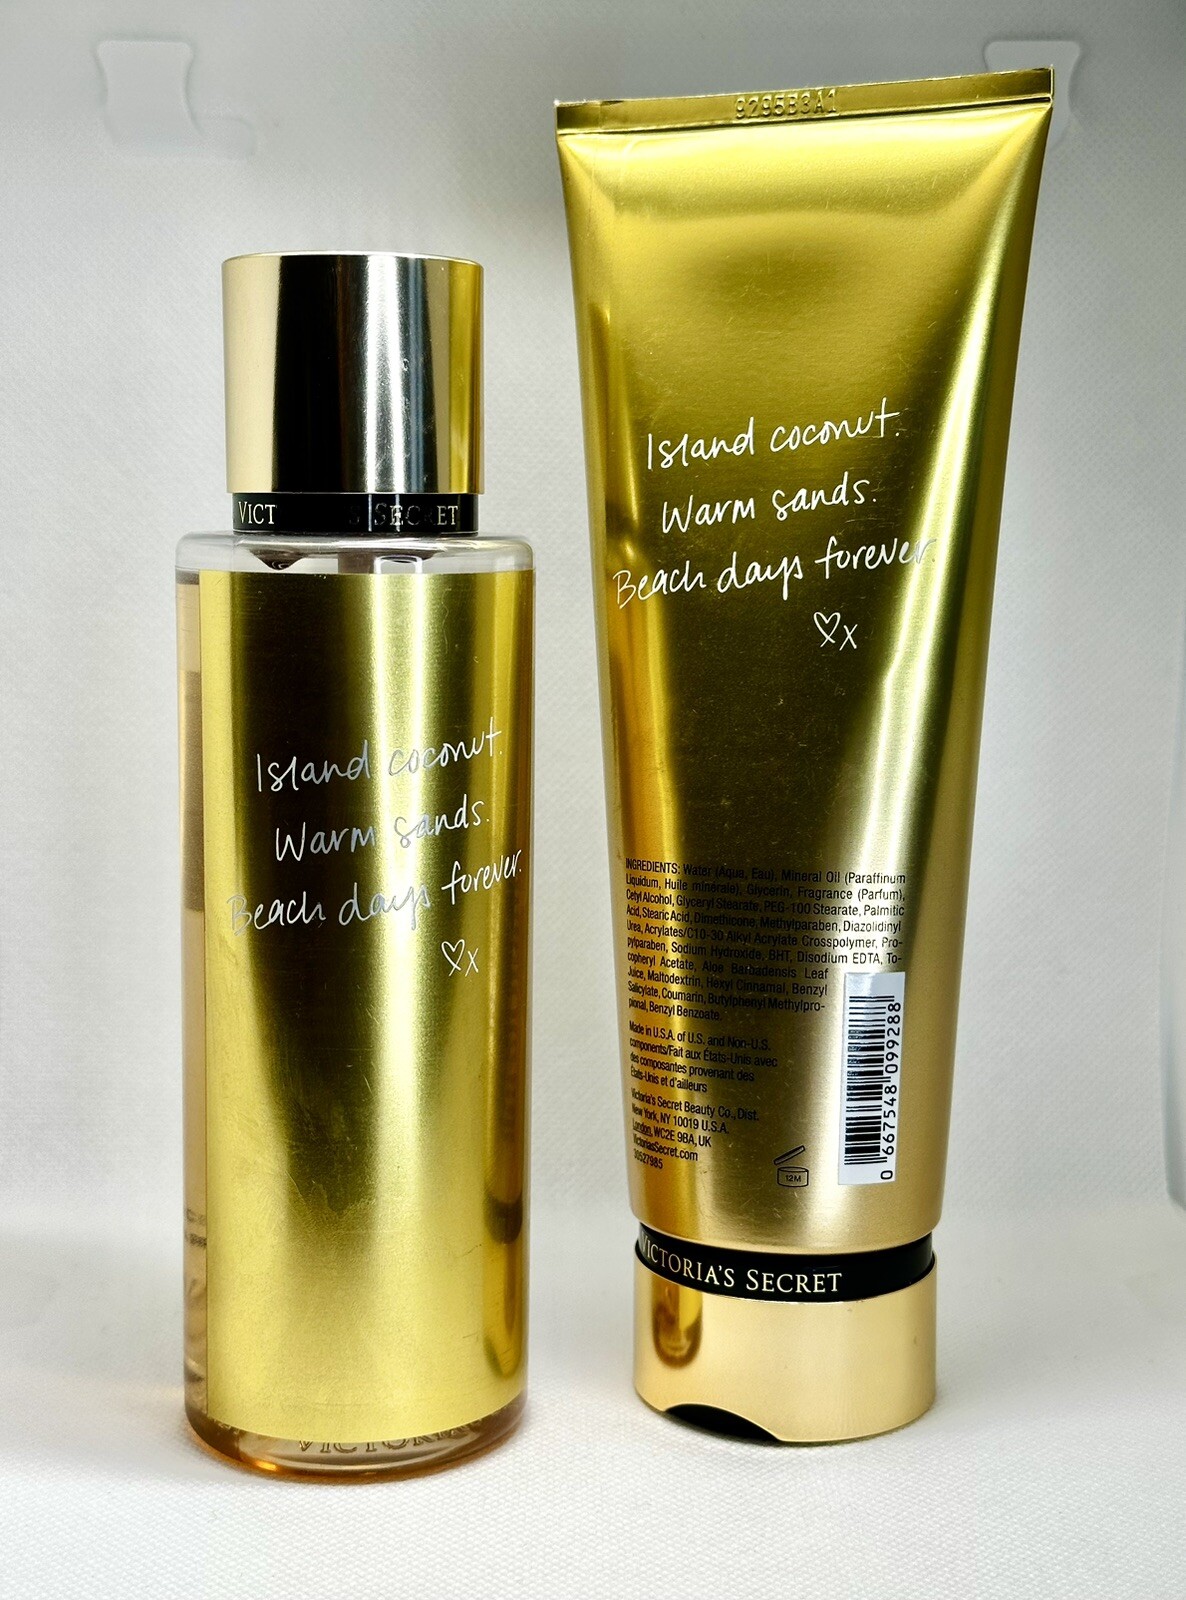 9295B3A1
Island coconut.
Warm sands.
Beach days forever.
X
INGREDIENTS: Water (Aqua, Eau), Mineral Oil (Paraffinum
Liquidum, Huile minérale), Glycerin, Fragrance (Parfum),
Cetyl Alcohol, Glyceryl Stearate, PEG-100 Stearate, Palmitic
Acid, Stearic Acid, Dimethicone, Methylparaben, Diazolidinyl
Urea, Acrylates/C10-30 Alkyl Acrylate Crosspolymer, Pro-
pylparaben, Sodium Hydroxide, BHT, Disodium EDTA, To-
copheryl Acetate, Aloe Barbadensis Leaf
Juice, Maltodextrin, Hexyl Cinnamal, Benzyl
Salicylate, Coumarin, Butylphenyl Methylpro-
pional, Benzyl Benzoate.
Made in U.S.A. of U.S. and Non-U.S.
components/Fait aux États-Unis avec
des composantes provenant des
États-Unis et d'ailleurs
Victoria's Secret Beauty Co., Dist.
New York, NY 10019 U.S.A.
London, WC2E 9BA, UK
VictoriasSecret.com
30527985
12M
0 667548 099288
VICTORIA'S SECRET
VICT S SECRET
Island coconut.
Warm sands.
Beach days forever.
X
VICTORIA